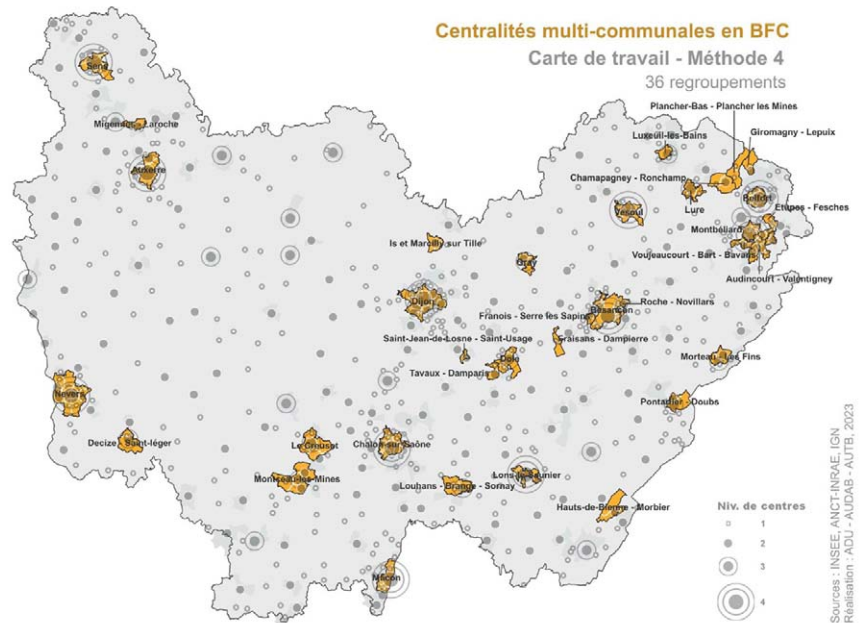 Centralités multi-communales en BFC
Carte de travail - Méthode 4
36 regroupements
Plancher-Bas - Plancher les Mines
Giromagny - Lepuix
Luxeuil-les-Bains
Sens
Migennes - Laroche
Champagney - Ronchamp
Auxerre
Belfort
Lure
Etupes - Fesches
Vesoul
Montbéliard
Is et Marcilly sur Tille
Voujeaucourt - Bart - Bavans
Gray
Audincourt - Valentigney
Dijon
Roche - Novillars
Besançon
Franois - Serre les Sapins
Saint-Jean-de-Losne - Saint-Usage
Fraisans - Dampierre
Morteau - Les Fins
Dole
Tavaux - Damparis
Nevers
Pontarlier - Doubs
Decize - Saint-léger
Le Creusot
Chalon-sur-Saône
Lons-le-Saunier
Montceau-les-Mines
Louhans - Branges - Sornay
Hauts-de-Bienne - Morbier
Mâcon
Niv. de centres
1
2
3
4
Sources : INSEE, ANCT-INRAE, IGN
Réalisation : ADU - AUDAB - AUTB, 2023